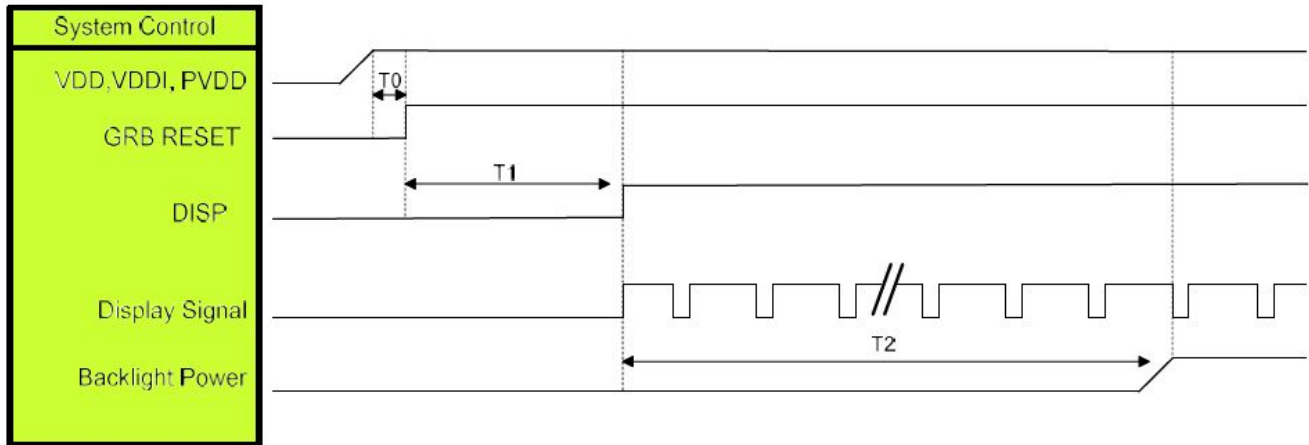 System Control
VDD,VDDI, PVDD
T0
GRB RESET
T1
DISP
Display Signal
T2
Backlight Power